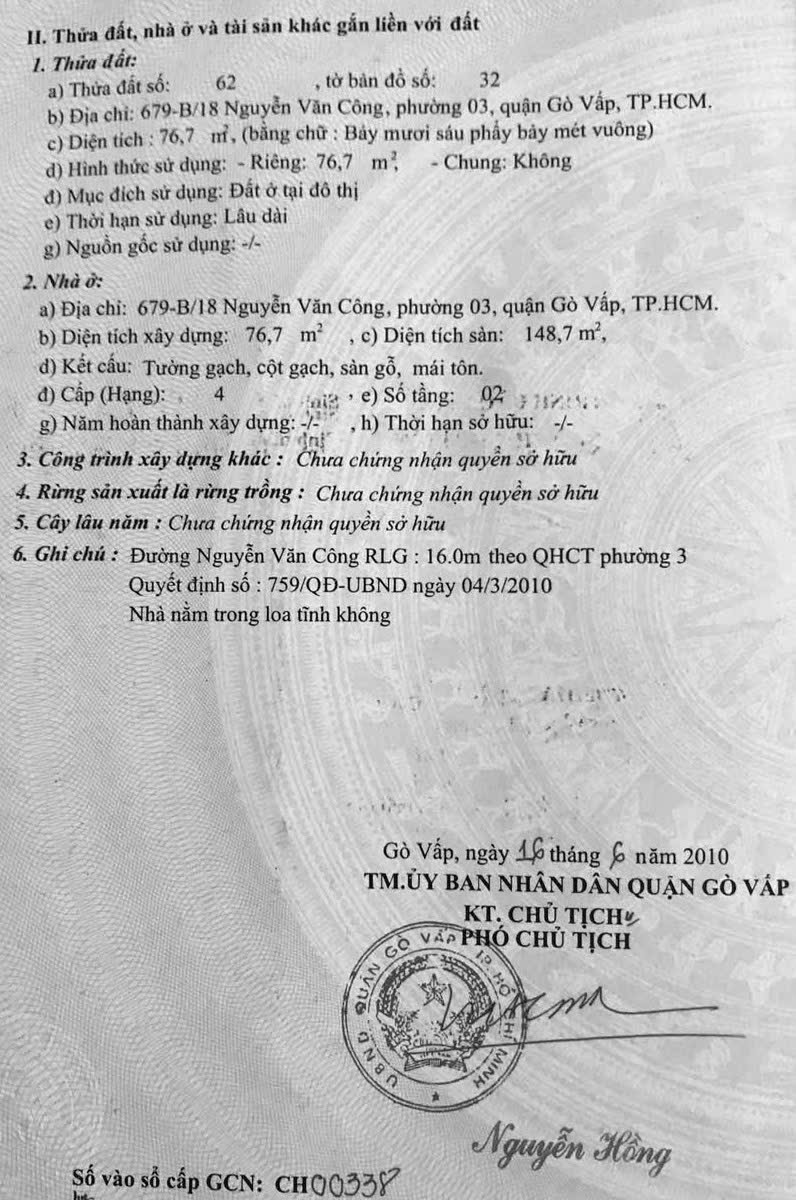 II. Thửa đất, nhà ở và tài sản khác gắn liền với đất
1. Thửa đất:
a) Thửa đất số: 62 , tờ bản đồ số: 32
b) Địa chỉ: 679-B/18 Nguyễn Văn Công, phường 03, quận Gò Vấp, TP.HCM.
c) Diện tích : 76,7 m², (bằng chữ : Bảy mươi sáu phẩy bảy mét vuông)
d) Hình thức sử dụng: - Riêng: 76,7 m², - Chung: Không
đ) Mục đích sử dụng: Đất ở tại đô thị
e) Thời hạn sử dụng: Lâu dài
g) Nguồn gốc sử dụng: -/-
2. Nhà ở:
a) Địa chỉ: 679-B/18 Nguyễn Văn Công, phường 03, quận Gò Vấp, TP.HCM.
b) Diện tích xây dựng: 76,7 m² , c) Diện tích sàn: 148,7 m²,
d) Kết cấu: Tường gạch, cột gạch, sàn gỗ, mái tôn.
đ) Cấp (Hạng): 4 , e) Số tầng: 02
g) Năm hoàn thành xây dựng: -/- , h) Thời hạn sở hữu: -/-
3. Công trình xây dựng khác : Chưa chứng nhận quyền sở hữu
4. Rừng sản xuất là rừng trồng : Chưa chứng nhận quyền sở hữu
5. Cây lâu năm : Chưa chứng nhận quyền sở hữu
6. Ghi chú : Đường Nguyễn Văn Công RLG : 16.0m theo QHCT phường 3
Quyết định số : 759/QĐ-UBND ngày 04/3/2010
Nhà nằm trong loa tĩnh không
Gò Vấp, ngày 16 tháng 6 năm 2010
TM.ỦY BAN NHÂN DÂN QUẬN GÒ VẤP
KT. CHỦ TỊCH
PHÓ CHỦ TỊCH
UBND QUẬN GÒ VẤP T.P. HỒ CHÍ MINH
Nguyễn Hồng
Số vào sổ cấp GCN: CH00338